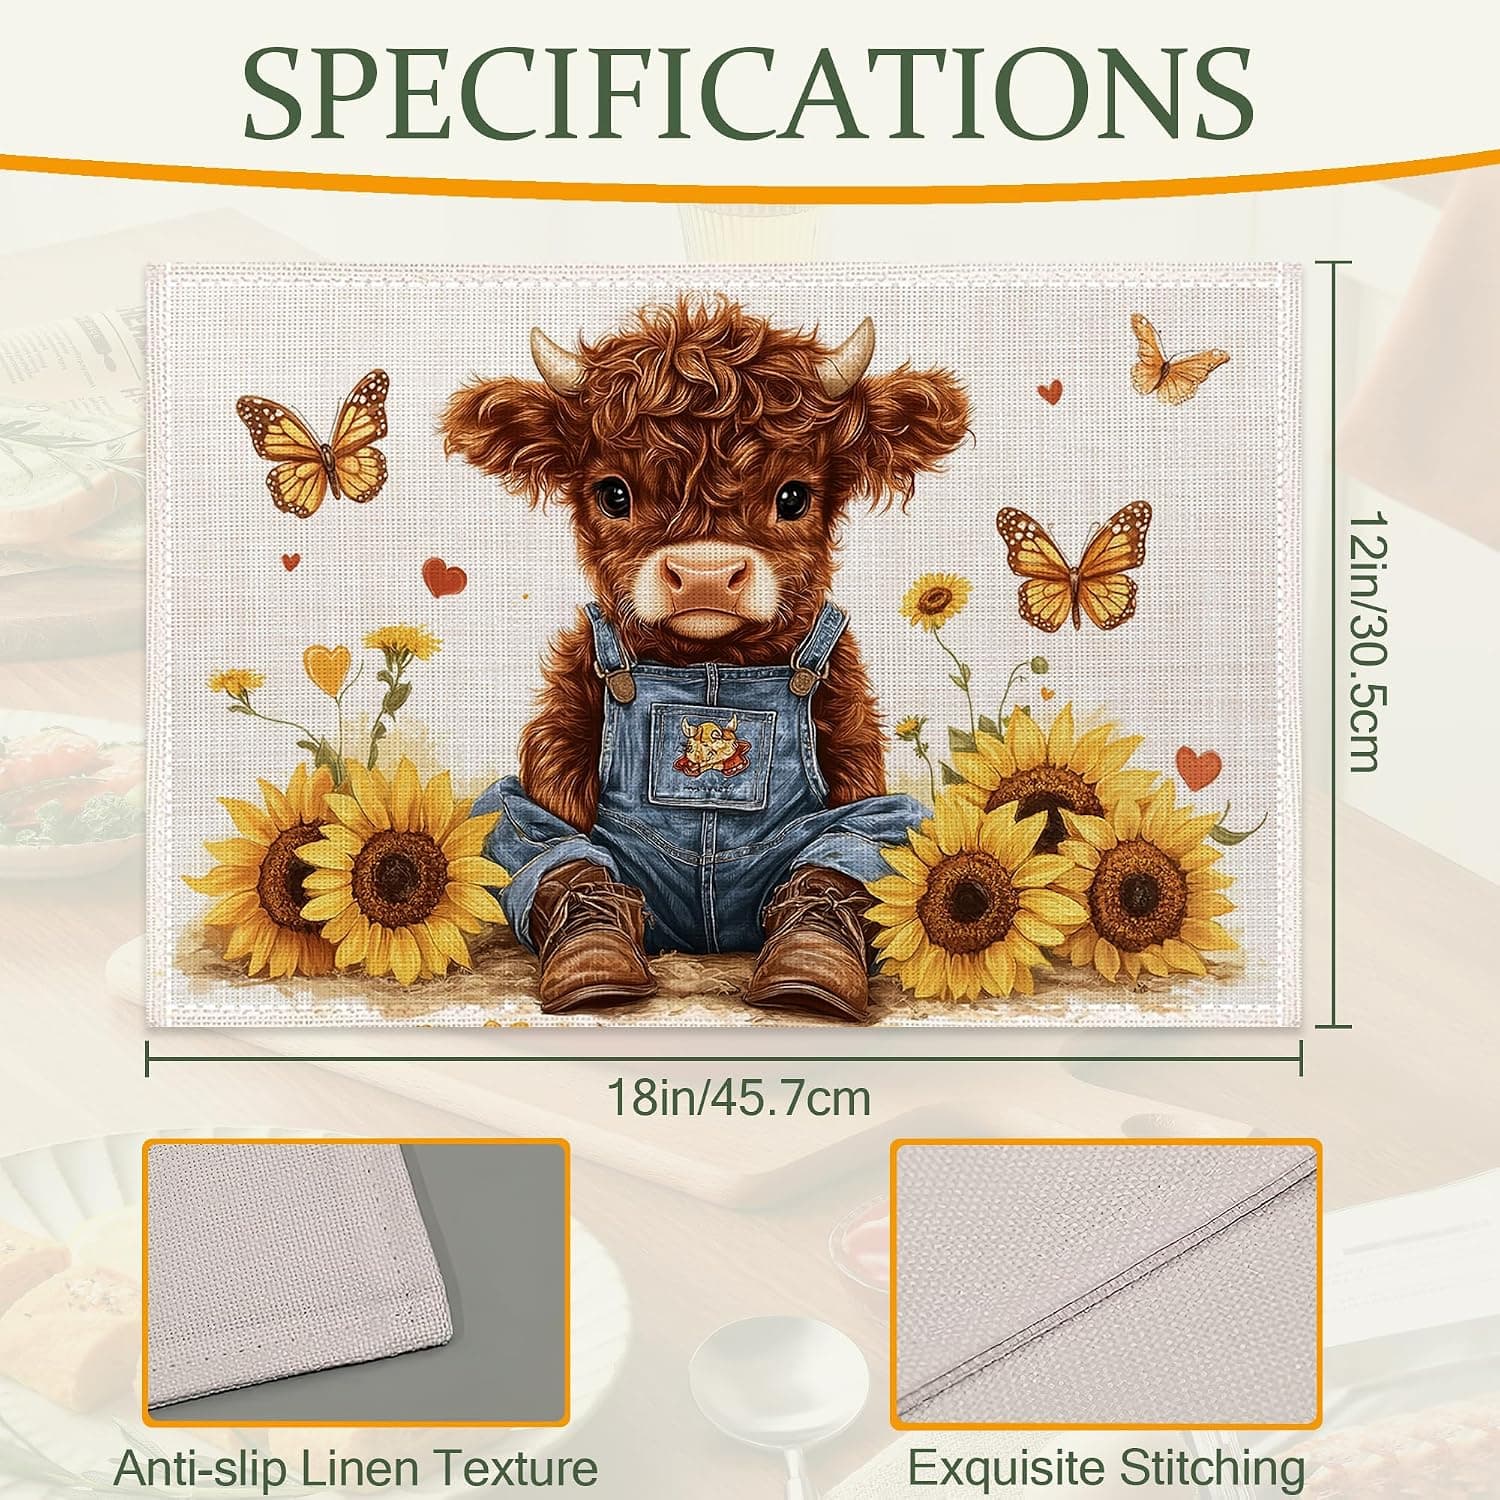 SPECIFICATIONS
12in/30.5cm
18in/45.7cm
Anti-slip Linen Texture
Exquisite Stitching